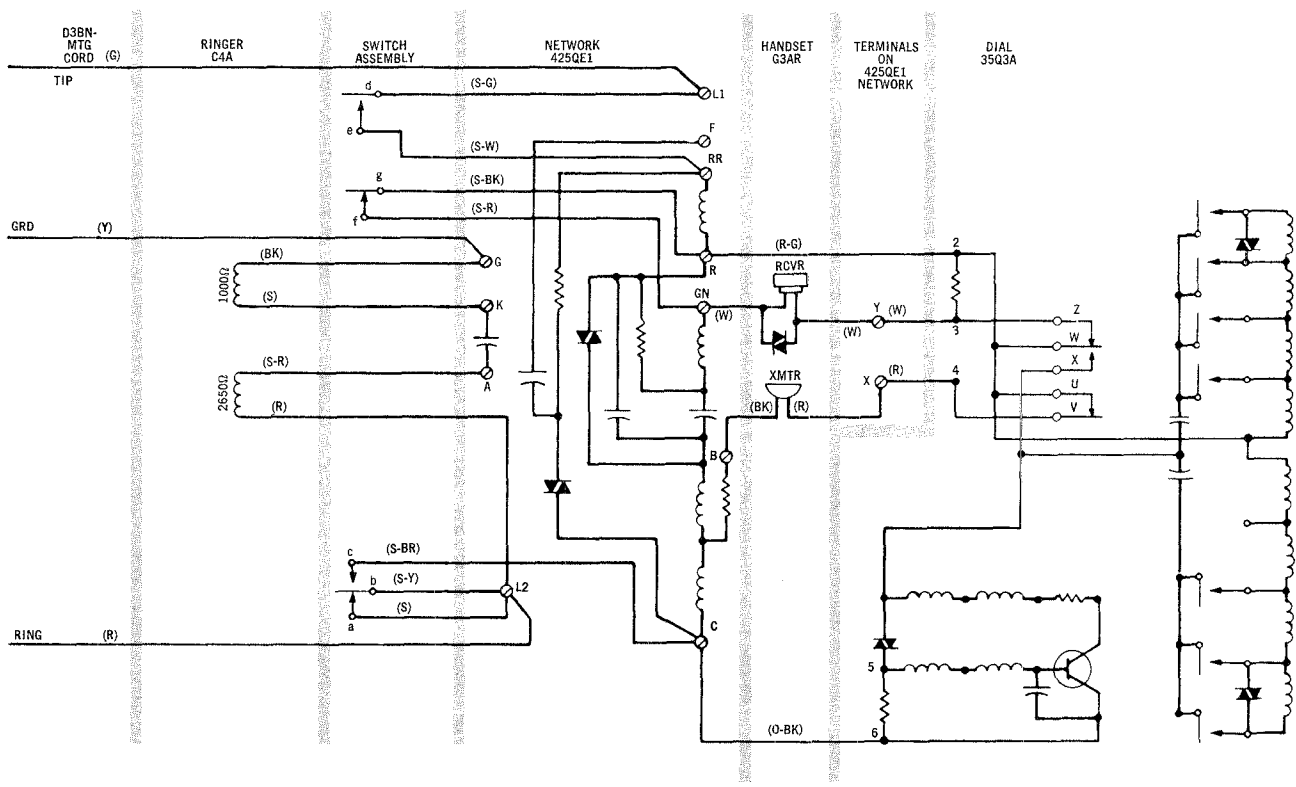 D3BN-
MTG
CORD (G)
TIP
RINGER
C4A
SWITCH
ASSEMBLY
NETWORK
425QE1
HANDSET
G3AR
TERMINALS
ON
425QE1
NETWORK
DIAL
35Q3A
d
(S-G)
L1
e
F
(S-W)
RR
g
(S-BK)
f
(S-R)
GRD (Y)
(BK)
G
1000Ω
(S)
K
R
(R-G)
2
RCVR
GN
(W)
Y (W)
(W)
3
Z
W
X
U
V
(S-R)
A
2650Ω
(R)
XMTR
(BK)
(R)
X
(R)
4
B
c
(S-BR)
b
(S-Y)
L2
a
(S)
RING (R)
C
5
6
(O-BK)